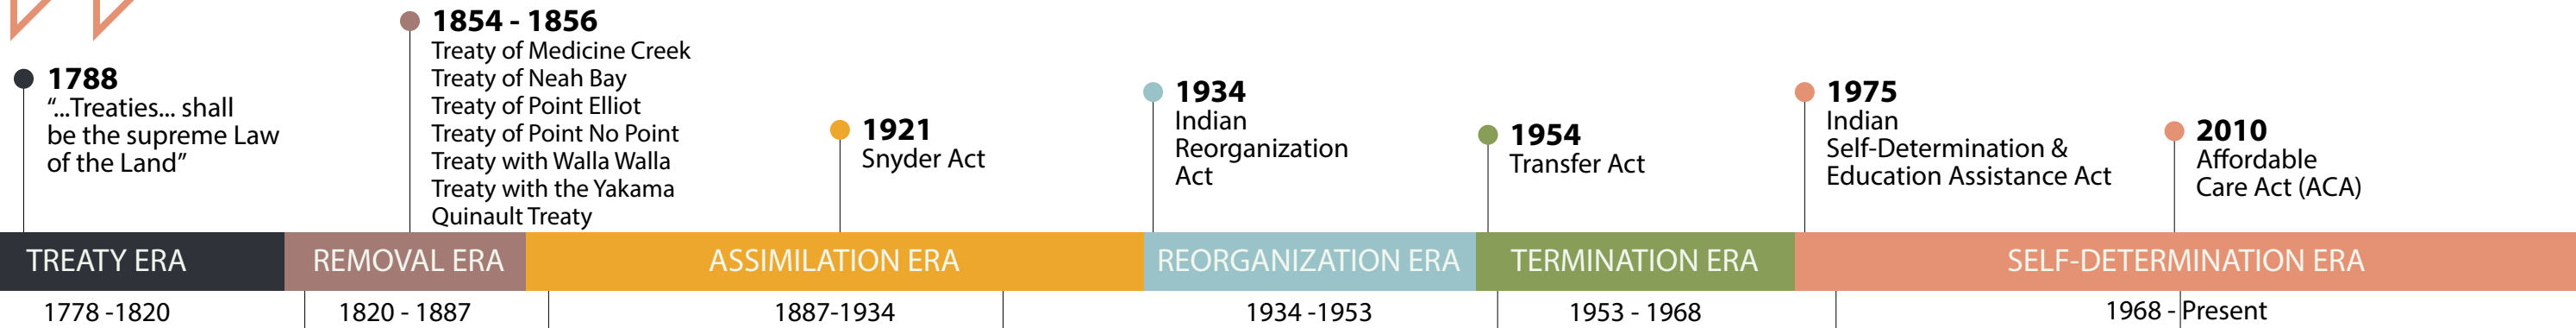 1788
“...Treaties... shall
be the supreme Law
of the Land”
1854 - 1856
Treaty of Medicine Creek
Treaty of Neah Bay
Treaty of Point Elliot
Treaty of Point No Point
Treaty with Walla Walla
Treaty with the Yakama
Quinault Treaty
1921
Snyder Act
1934
Indian
Reorganization
Act
1954
Transfer Act
1975
Indian
Self-Determination &
Education Assistance Act
2010
Affordable
Care Act (ACA)
TREATY ERA
REMOVAL ERA
ASSIMILATION ERA
REORGANIZATION ERA
TERMINATION ERA
SELF-DETERMINATION ERA
1778 -1820
1820 - 1887
1887-1934
1934 -1953
1953 - 1968
1968 - Present